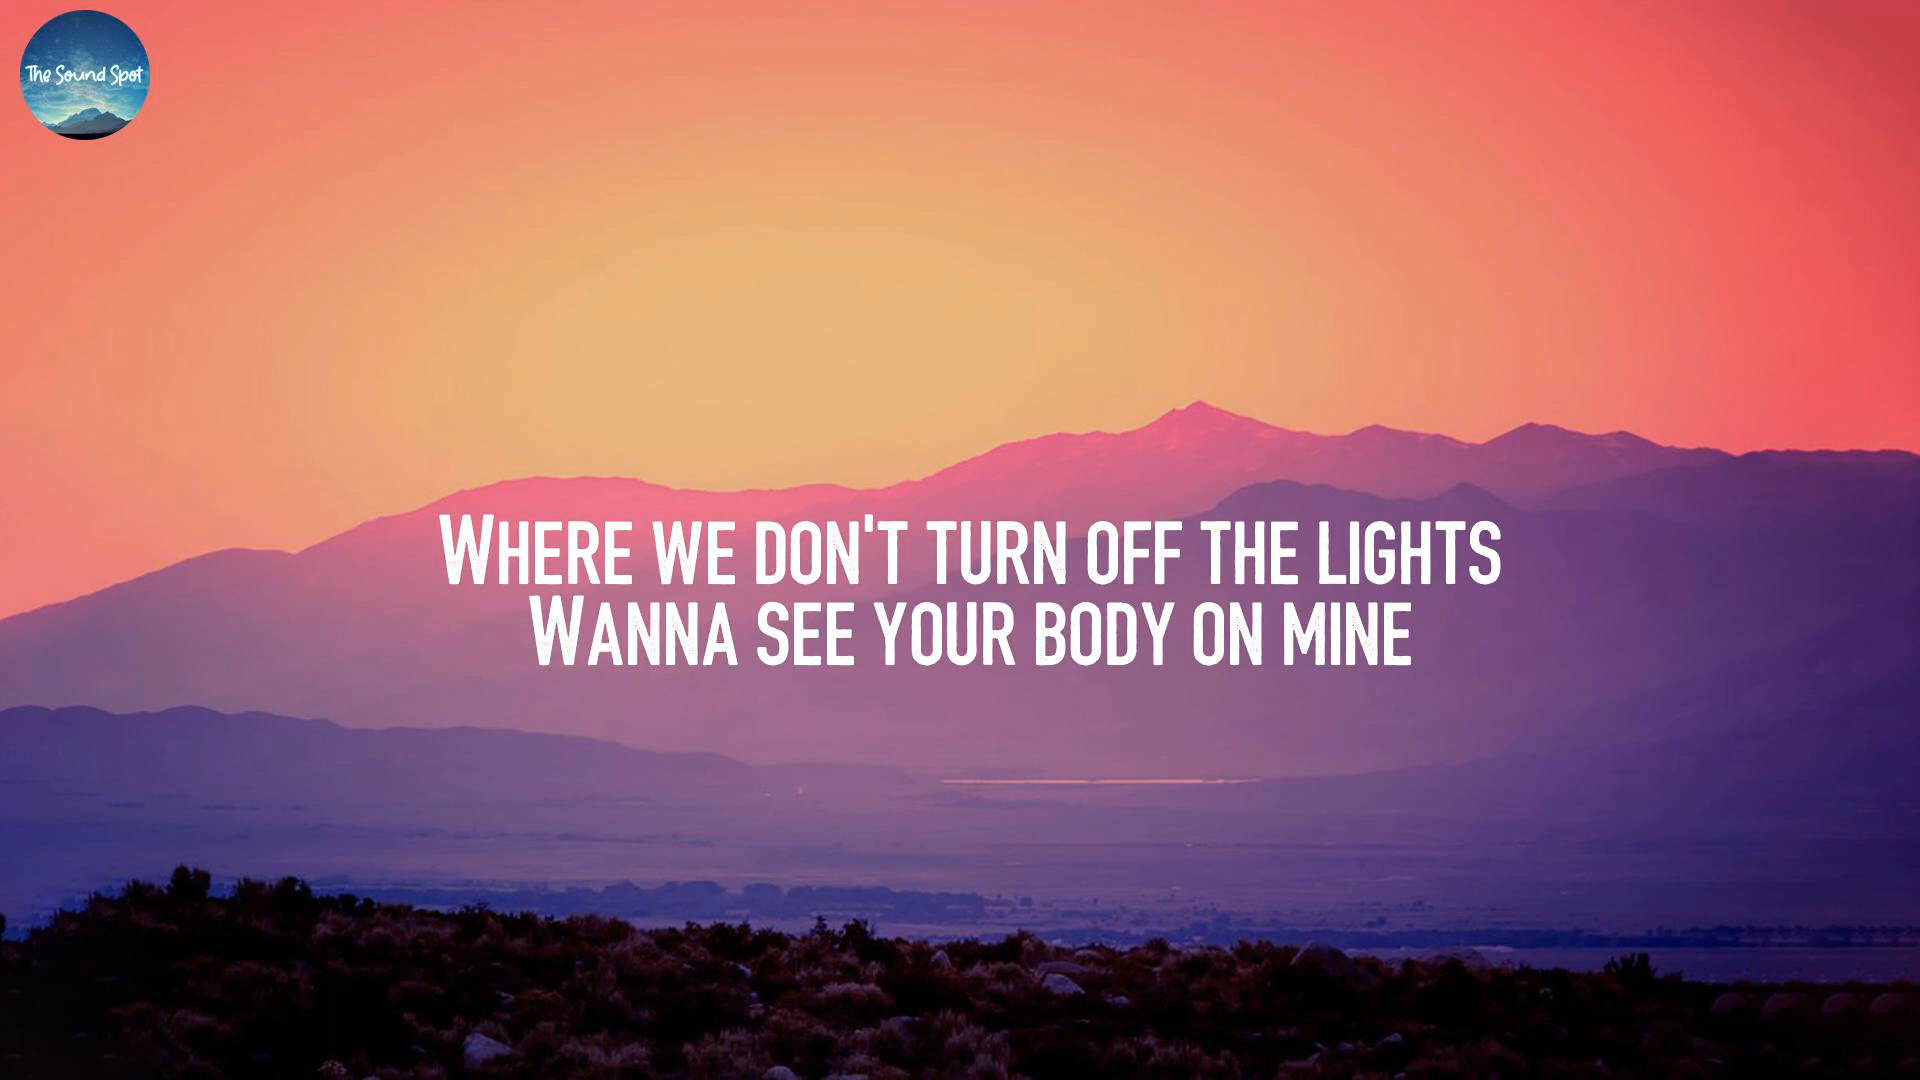 The Sound Spot
Where we don't turn off the lights
Wanna see your body on mine